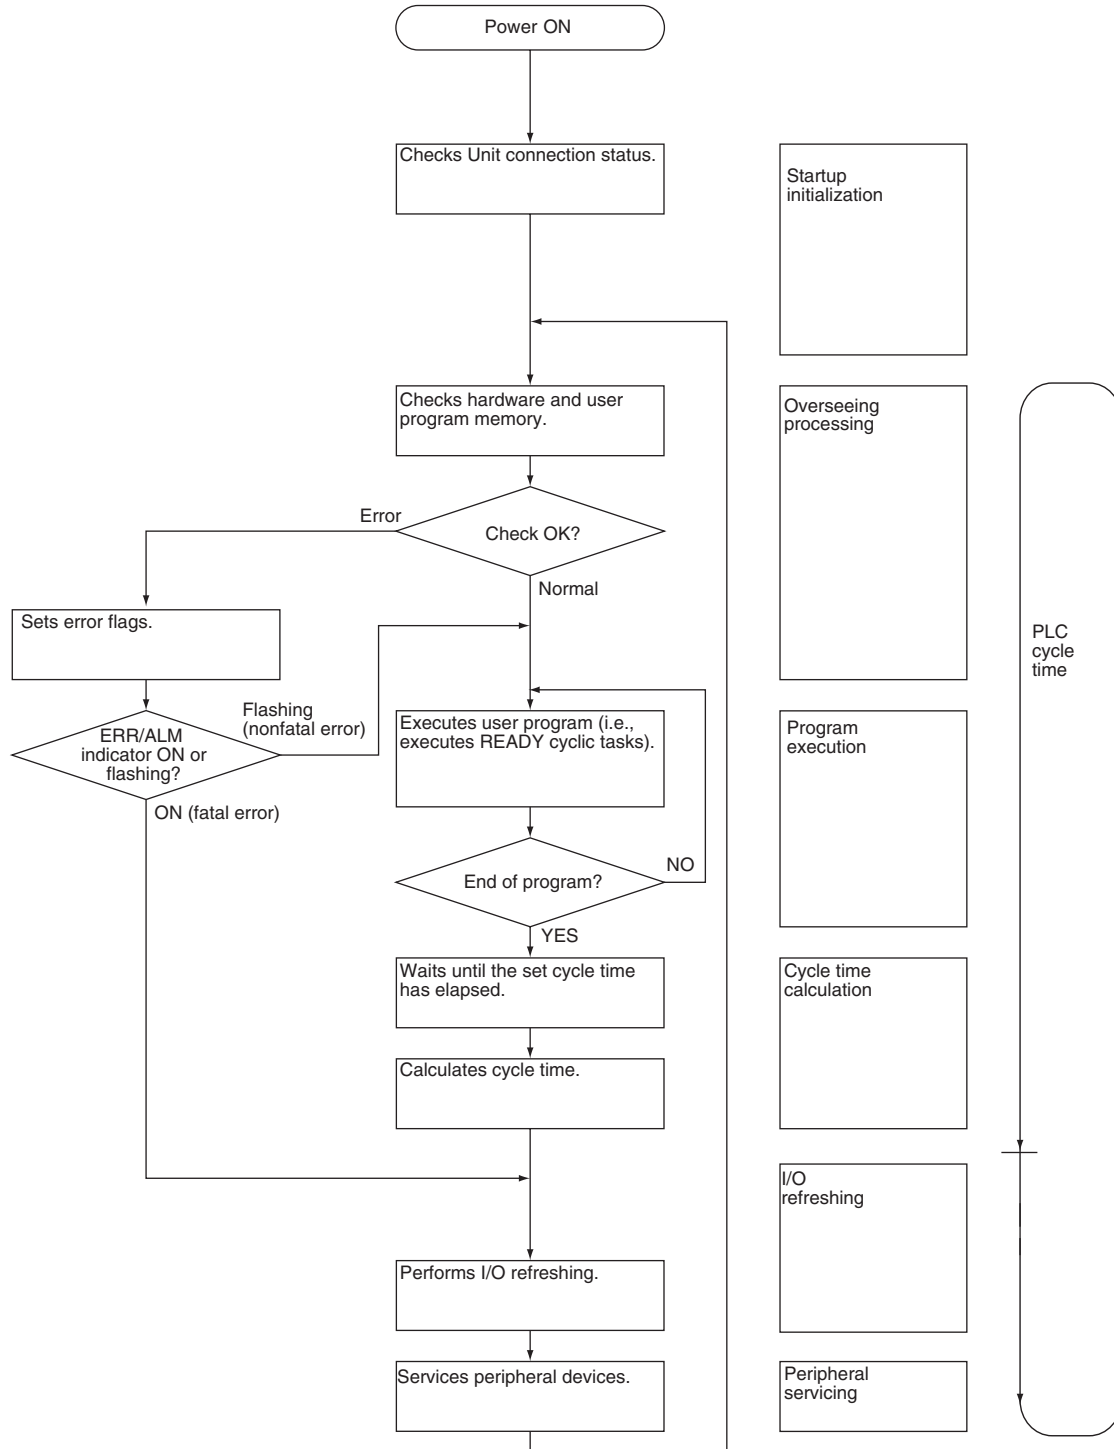 Power ON
Checks Unit connection status.
Startup
initialization
Checks hardware and user
program memory.
Overseeing
processing
Error
Check OK?
Normal
Sets error flags.
PLC
cycle
time
Flashing
(nonfatal error)
ERR/ALM
indicator ON or
flashing?
ON (fatal error)
Executes user program (i.e.,
executes READY cyclic tasks).
Program
execution
NO
End of program?
YES
Waits until the set cycle time
has elapsed.
Cycle time
calculation
Calculates cycle time.
I/O
refreshing
Performs I/O refreshing.
Services peripheral devices.
Peripheral
servicing